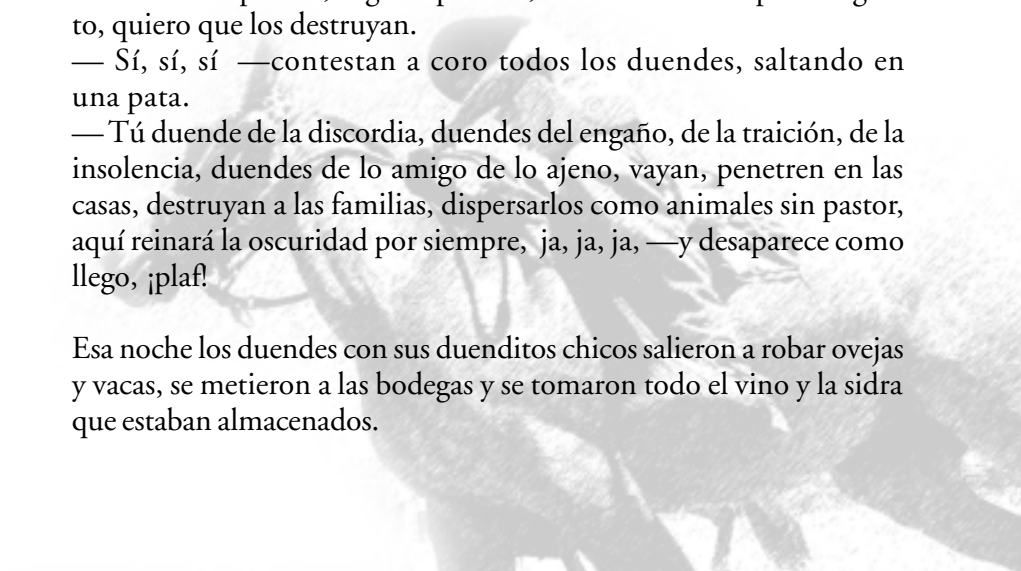 to, quiero que los destruyan.
— Sí, sí, sí —contestan a coro todos los duendes, saltando en
una pata.
— Tú duende de la discordia, duendes del engaño, de la traición, de la
insolencia, duendes de lo amigo de lo ajeno, vayan, penetren en las
casas, destruyan a las familias, dispersarlos como animales sin pastor,
aquí reinará la oscuridad por siempre, ja, ja, ja, —y desaparece como
llego, ¡plaf!
Esa noche los duendes con sus duenditos chicos salieron a robar ovejas
y vacas, se metieron a las bodegas y se tomaron todo el vino y la sidra
que estaban almacenados.